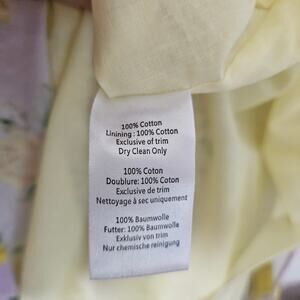 100% Cotton
Linining : 100% Cotton
Exclusive of trim
Dry Clean Only
100% Coton
Doublure: 100% Coton
Exclusive de trim
Nettoyage à sec uniquement
100% Baumwolle
Futter: 100% Baumwolle
Exklusiv von trim
Nur chemische reinigung